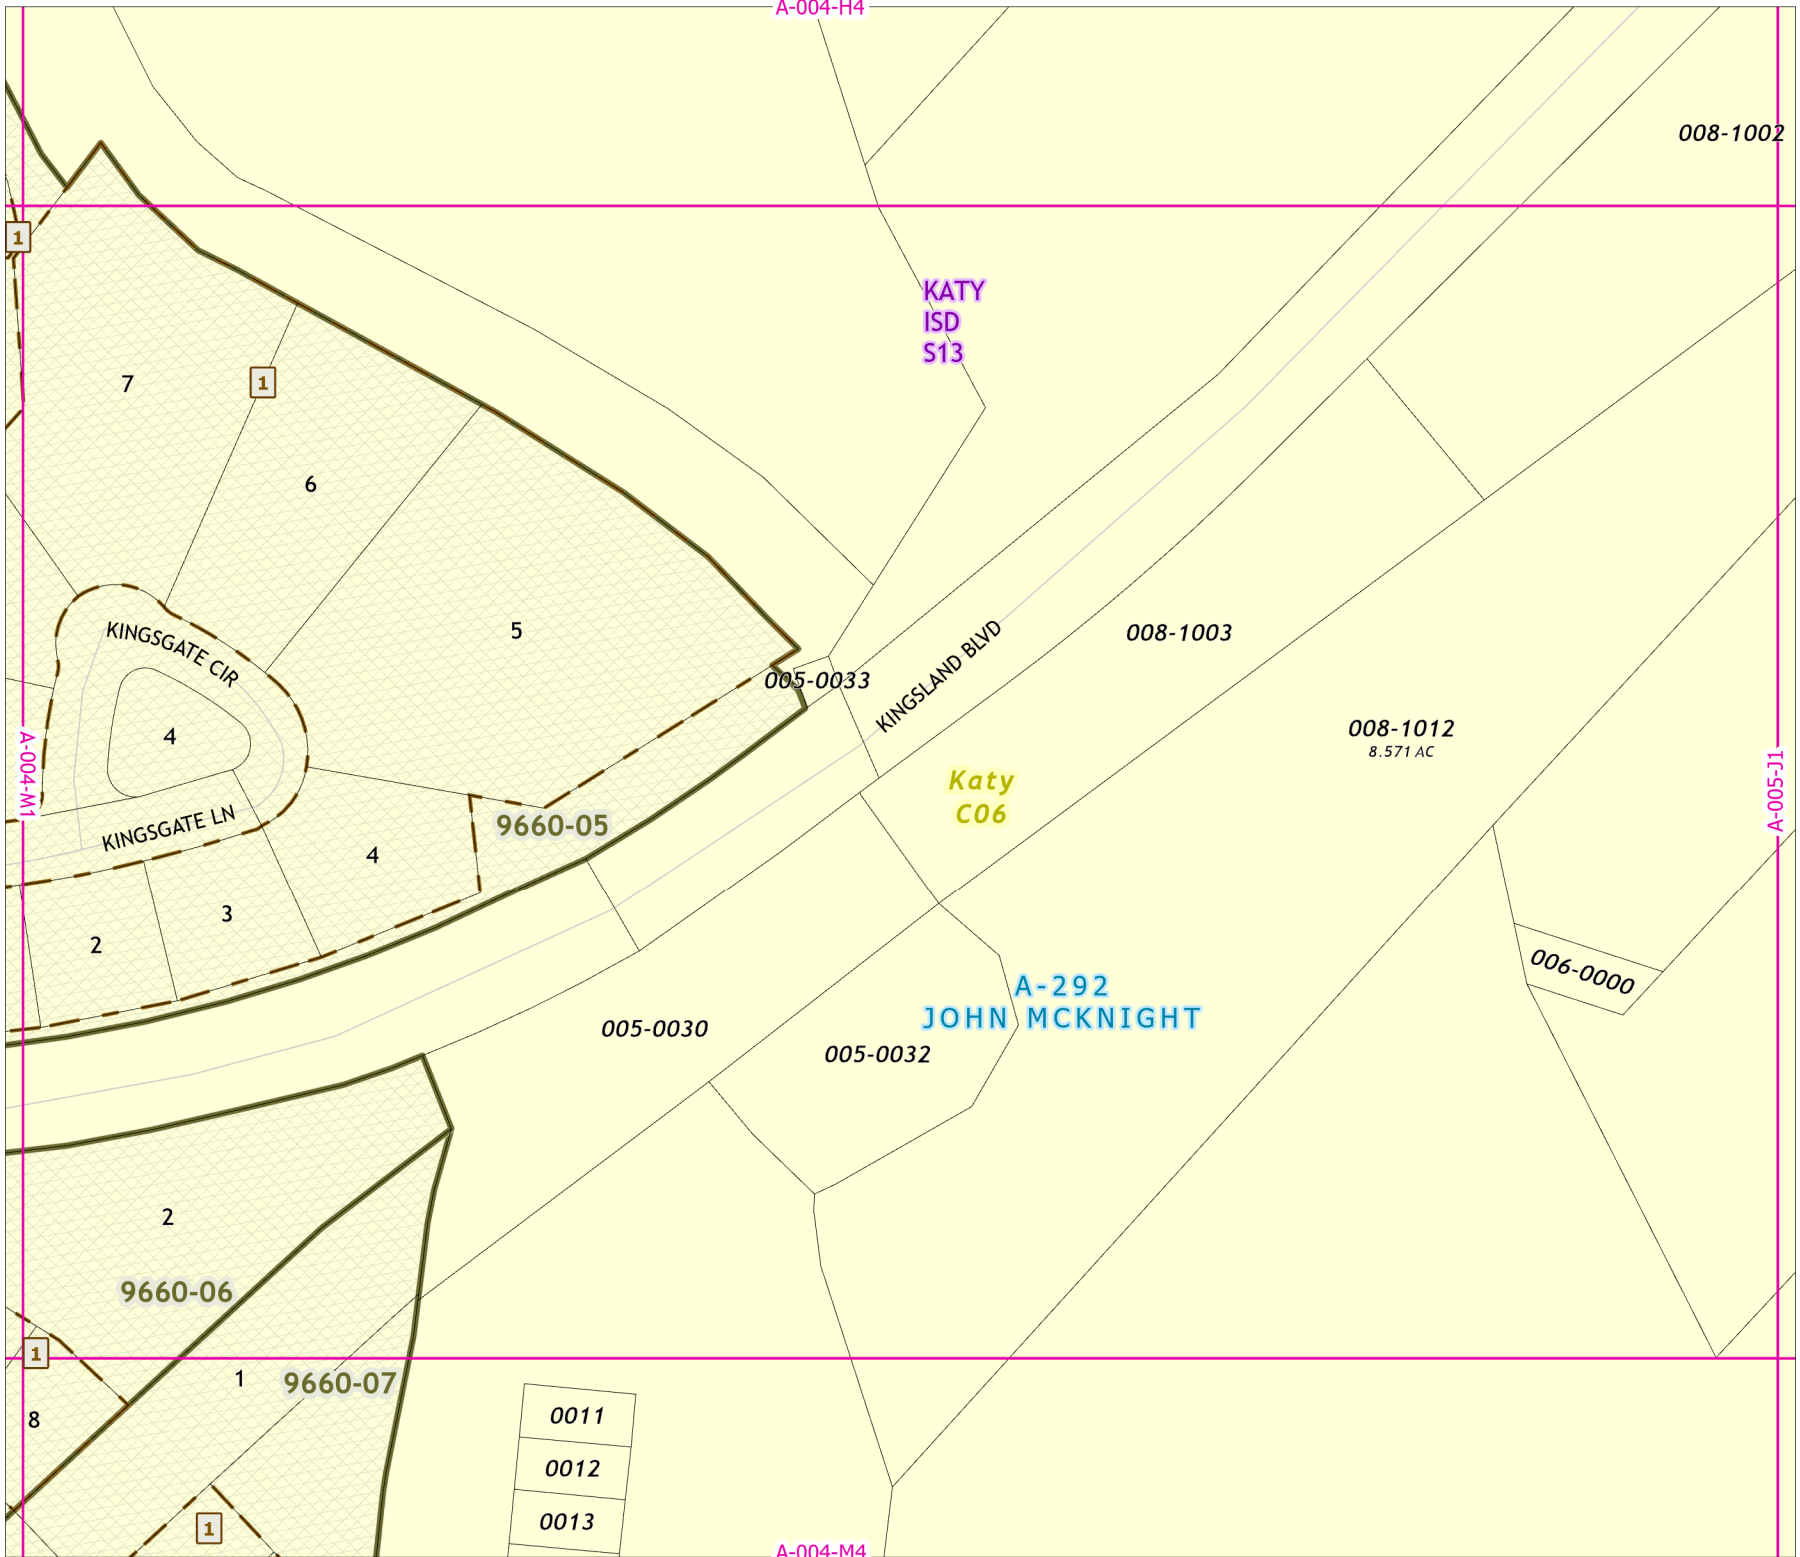 A-004-H4
008-1002
1
KATY
ISD
S13
7
1
6
5
KINGSGATE CIR
005-0033
KINGSLAND BLVD
008-1003
4
A-004-M1
008-1012
8.571 AC
A-005-J1
Katy
C06
KINGSGATE LN
9660-05
4
3
2
006-0000
A-292
JOHN MCKNIGHT
005-0030
005-0032
2
9660-06
1
1
9660-07
8
0011
0012
0013
1
A-004-M4